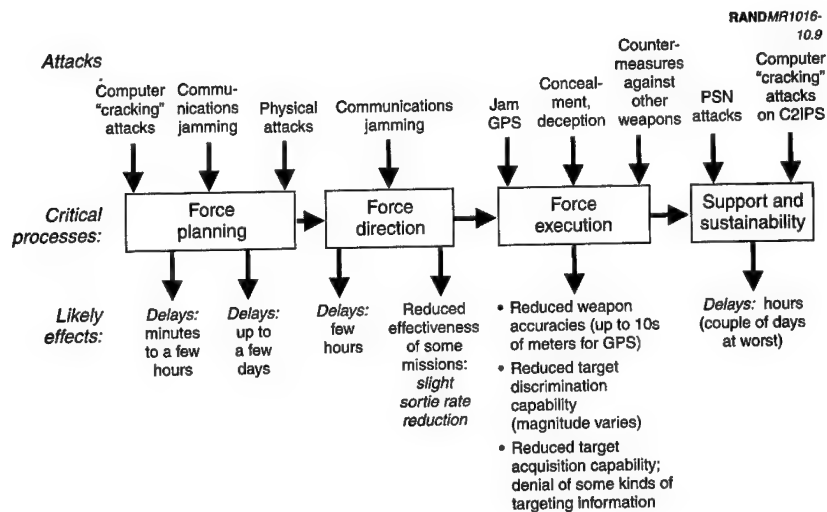 RANDMR1016-
10.9
Attacks
Computer
"cracking"
attacks
Commu-
nications
jamming
Physical
attacks
Communications
jamming
Jam
GPS
Conceal-
ment,
deception
Counter-
measures
against
other
weapons
PSN
attacks
Computer
"cracking"
attacks
on C2IPS
Critical
processes:
Force
planning
Force
direction
Force
execution
Support and
sustainability
Likely
effects:
Delays:
minutes
to a few
hours
Delays:
up to
a few
days
Delays:
few
hours
Reduced
effectiveness
of some
missions:
slight
sortie rate
reduction
• Reduced weapon
accuracies (up to 10s
of meters for GPS)
• Reduced target
discrimination
capability
(magnitude varies)
• Reduced target
acquisition capability;
denial of some kinds of
targeting information
Delays: hours
(couple of days
at worst)